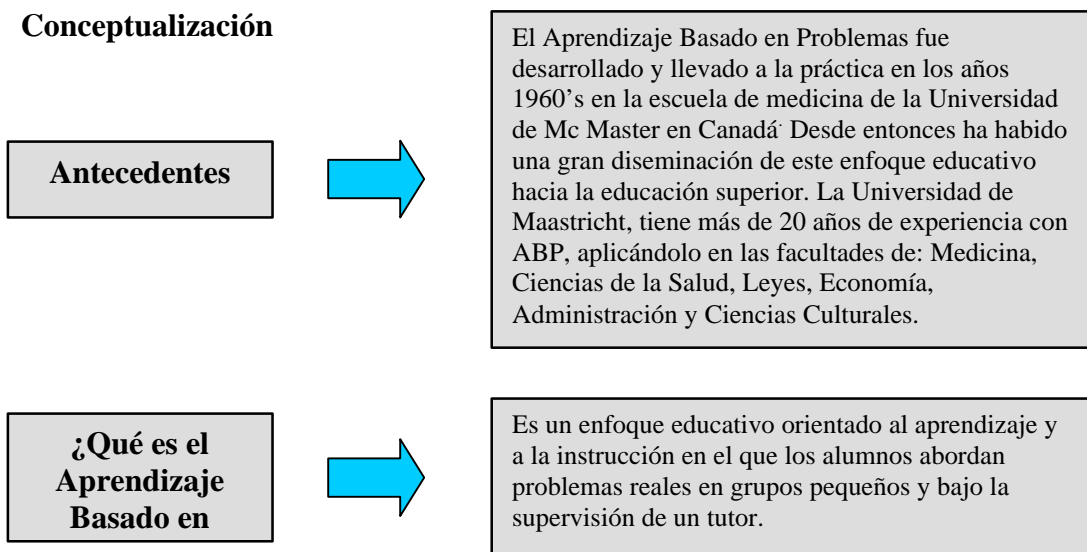 Conceptualización
Antecedentes
El Aprendizaje Basado en Problemas fue
desarrollado y llevado a la práctica en los años
1960’s en la escuela de medicina de la Universidad
de Mc Master en Canadá. Desde entonces ha habido
una gran diseminación de este enfoque educativo
hacia la educación superior. La Universidad de
Maastricht, tiene más de 20 años de experiencia con
ABP, aplicándolo en las facultades de: Medicina,
Ciencias de la Salud, Leyes, Economía,
Administración y Ciencias Culturales.
¿Qué es el
Aprendizaje
Basado en
Es un enfoque educativo orientado al aprendizaje y
a la instrucción en el que los alumnos abordan
problemas reales en grupos pequeños y bajo la
supervisión de un tutor.